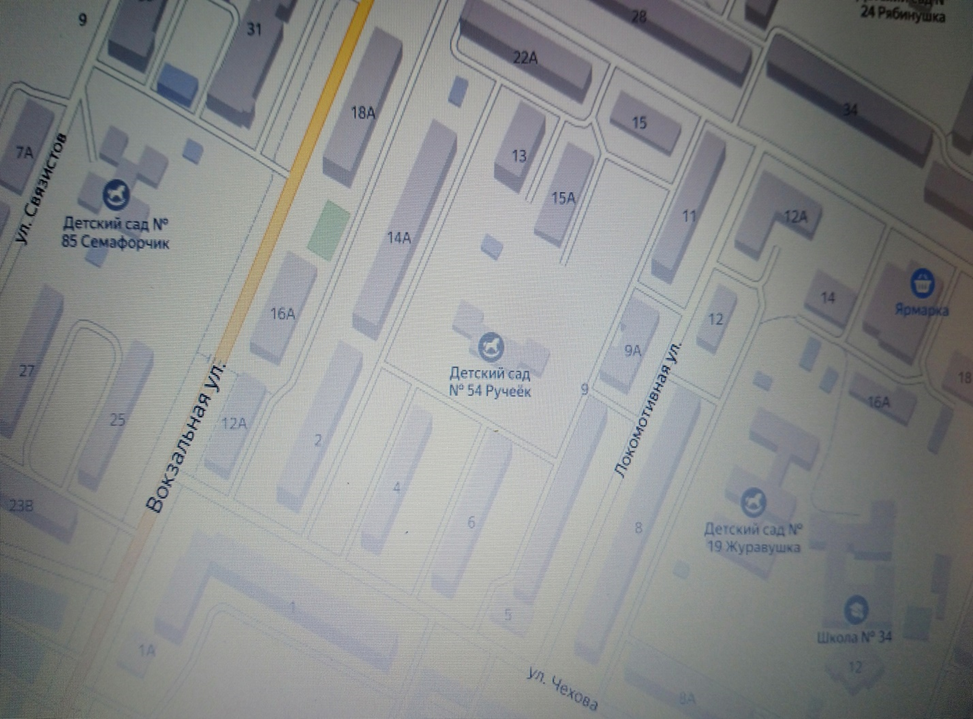 24 Рябинушка
9
31
28
22А
18А
34
15
7А
13
15А
ул. Связистов
Детский сад №
85 Семафорчик
14А
11
12А
14
Ярмарка
16А
12
9А
Детский сад
№ 54 Ручеёк
27
25
Вокзальная ул.
12А
2
9
Локомотивная ул.
16А
18
4
6
8
23В
Детский сад №
19 Журавушка
1
5
Школа № 34
12
1А
ул. Чехова
8А